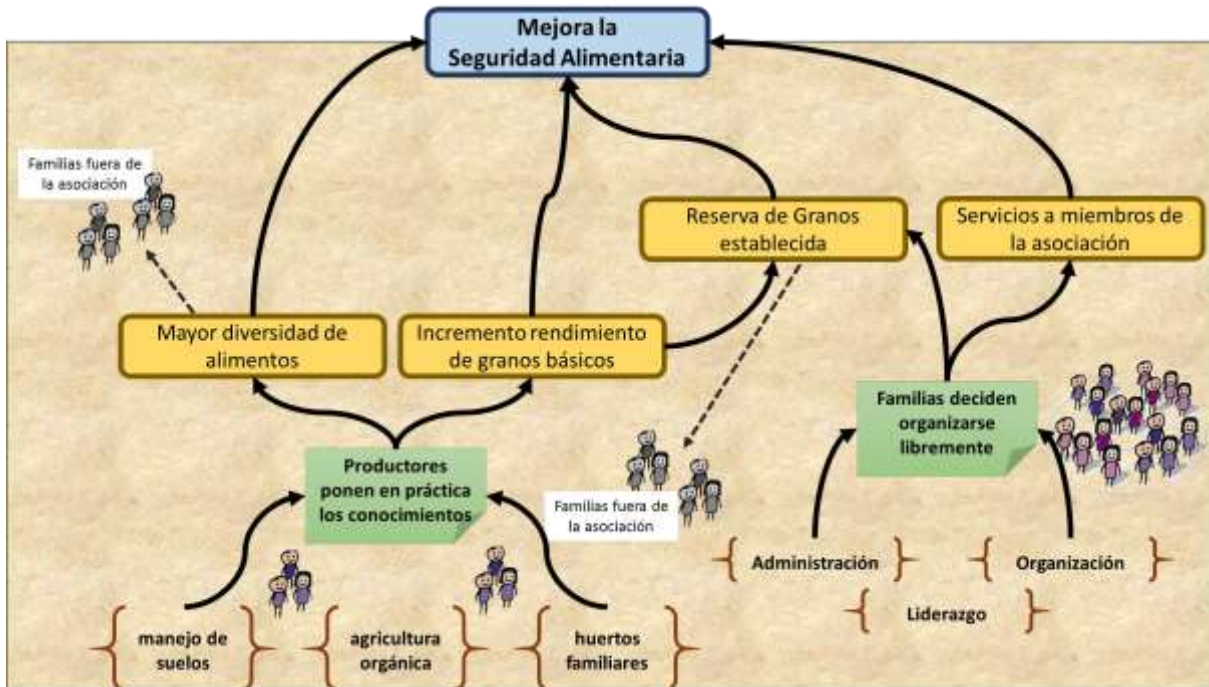 Mejora la
Seguridad Alimentaria
Familias fuera de
la asociación
Reserva de Granos
establecida
Servicios a miembros de
la asociación
Mayor diversidad de
alimentos
Incremento rendimiento
de granos básicos
Familias deciden
organizarse
libremente
Productores
ponen en práctica
los conocimientos
Familias fuera de
la asociación
Administración
Organización
Liderazgo
manejo de
suelos
agricultura
orgánica
huertos
familiares